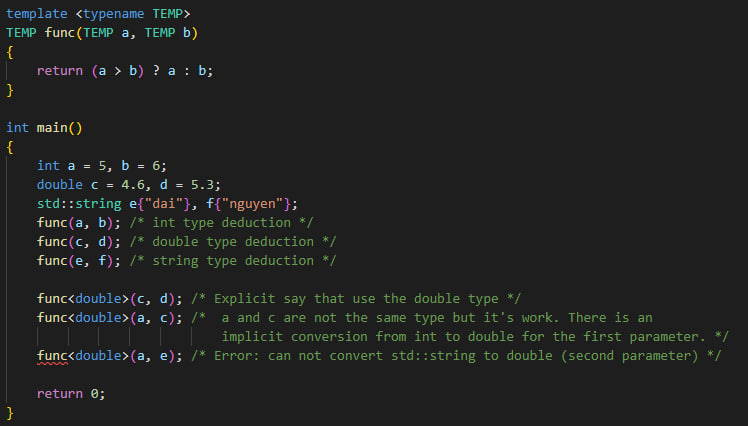 template <typename TEMP>
TEMP func(TEMP a, TEMP b)
{
    return (a > b) ? a : b;
}

int main()
{
    int a = 5, b = 6;
    double c = 4.6, d = 5.3;
    std::string e{"dai"}, f{"nguyen"};
    func(a, b); /* int type deduction */
    func(c, d); /* double type deduction */
    func(e, f); /* string type deduction */

    func<double>(c, d); /* Explicit say that use the double type */
    func<double>(a, c); /*  a and c are not the same type but it's work. There is an
                            implicit conversion from int to double for the first parameter. */
    func<double>(a, e); /* Error: can not convert std::string to double (second parameter) */

    return 0;
}